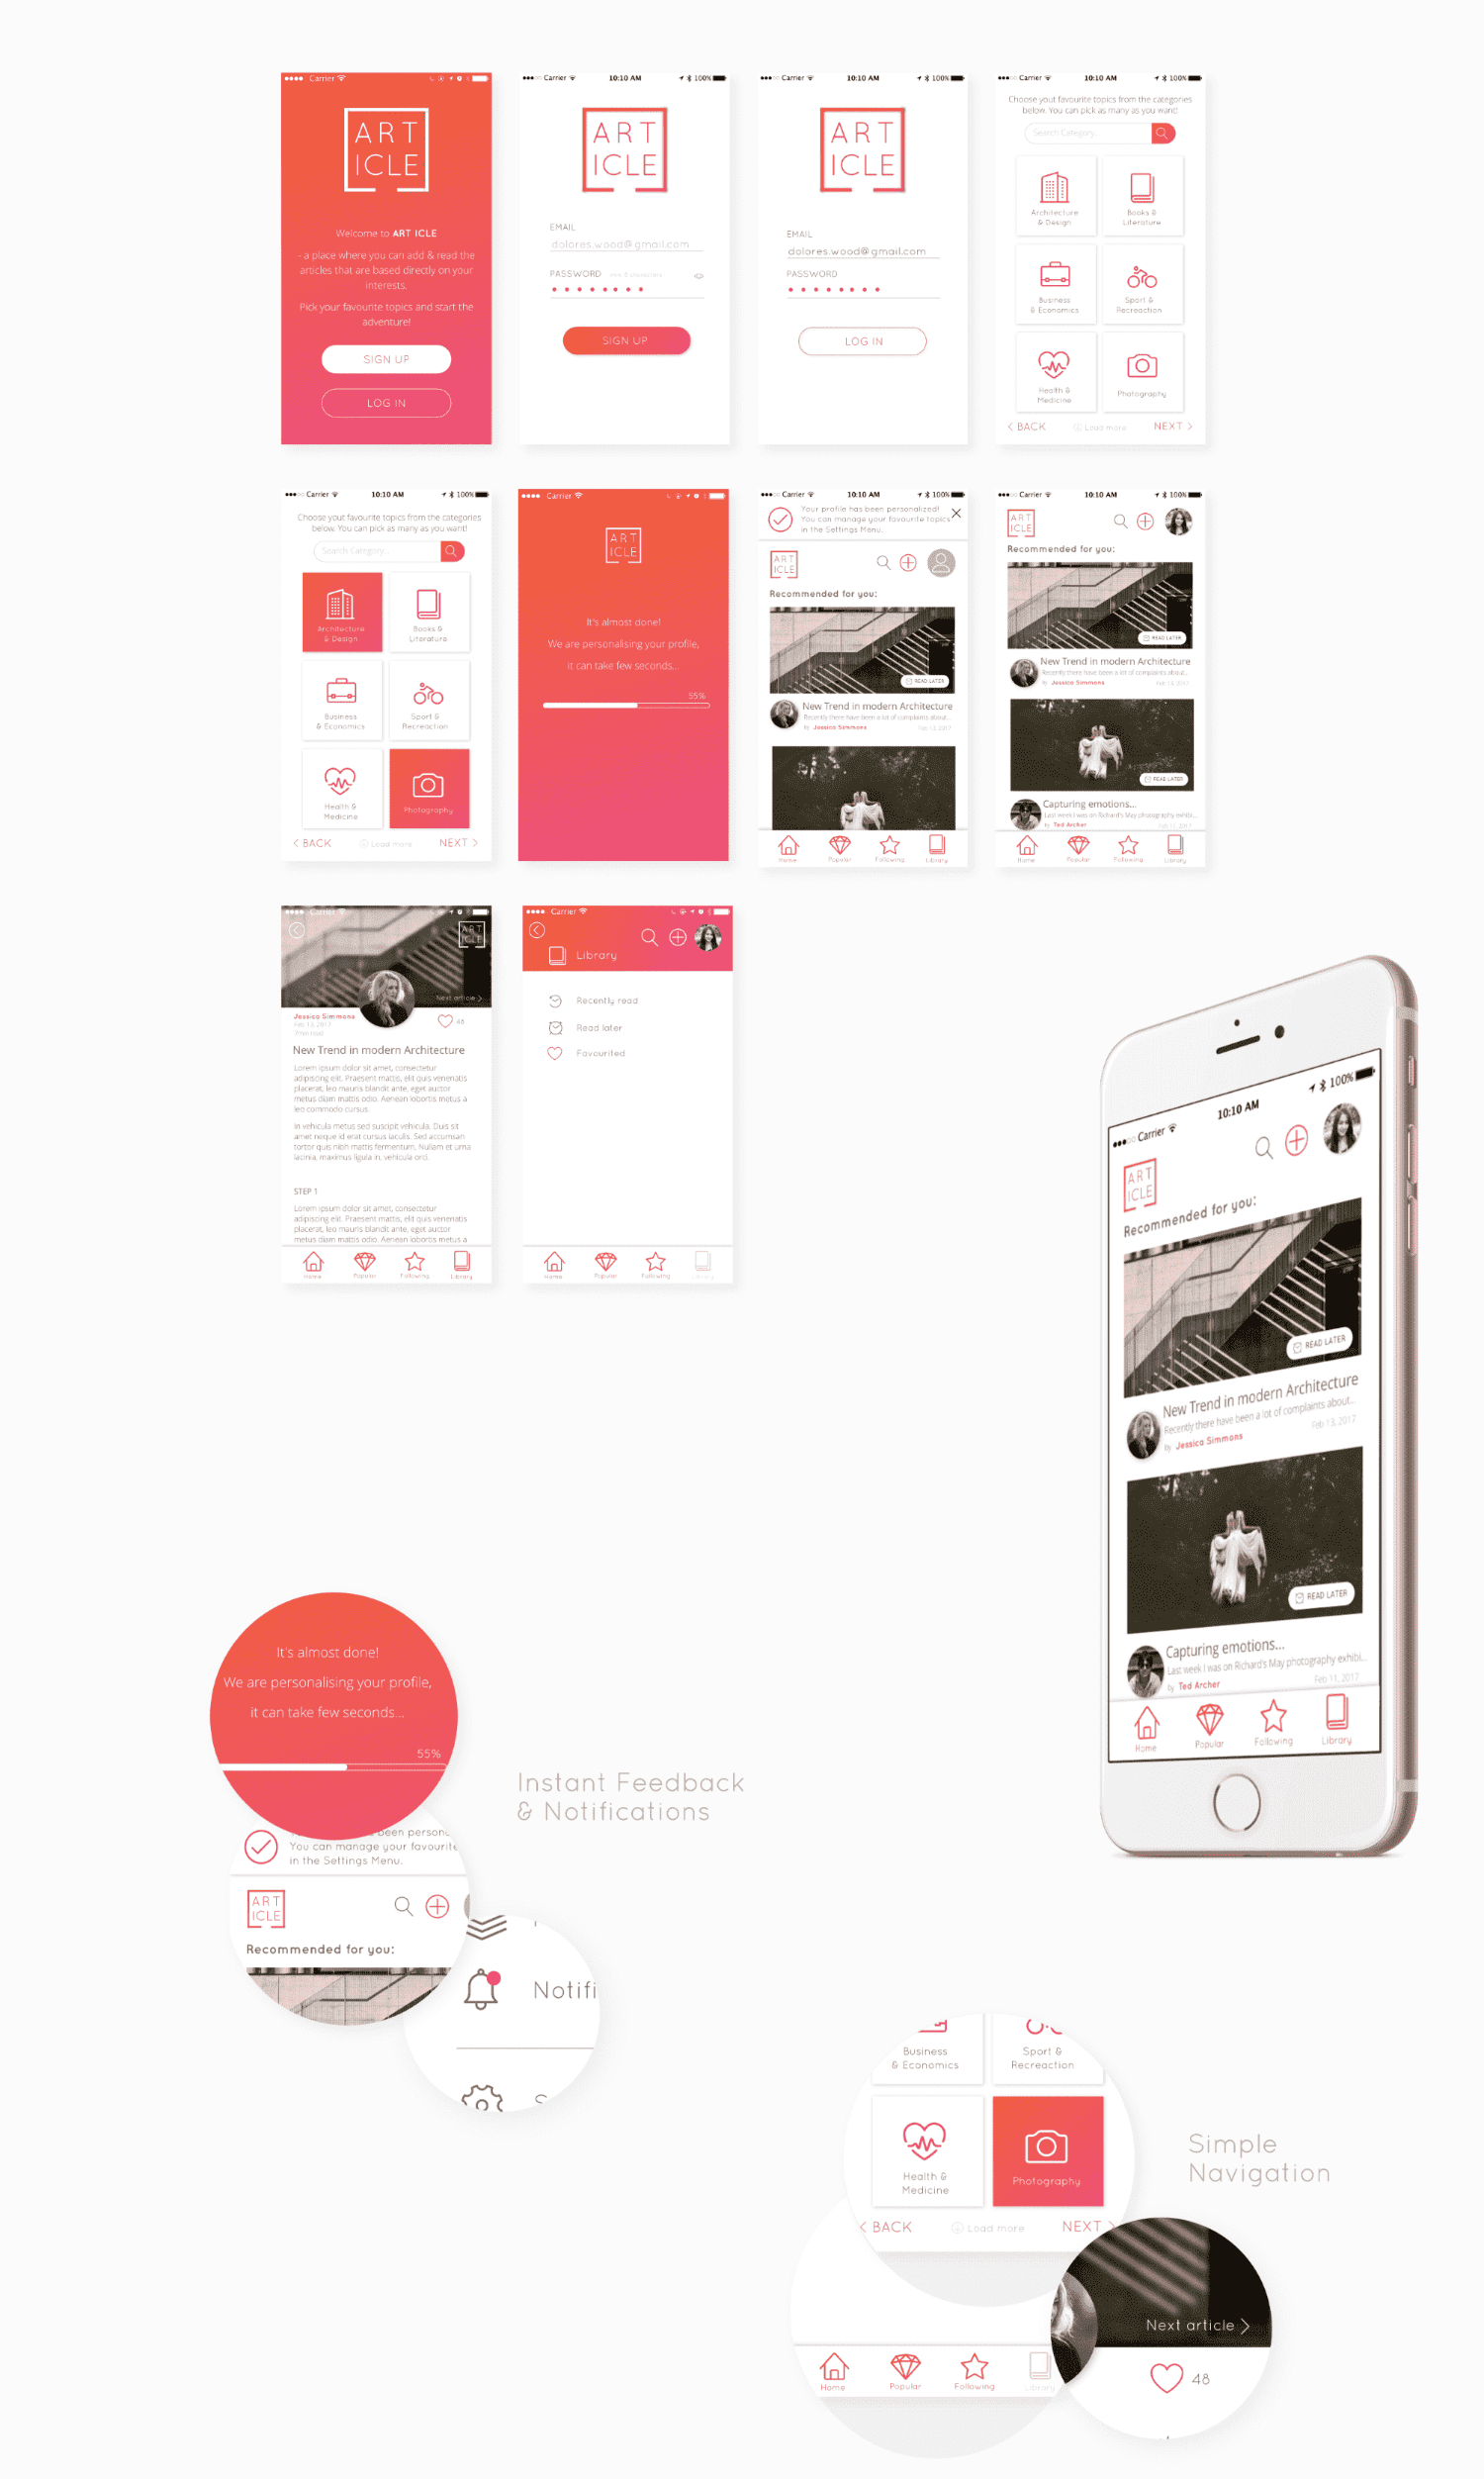 Carrier
ART
ICLE
Welcome to ART ICLE
- a place where you can add & read the
articles that are based directly on your
interests.
Pick your favourite topics and start the
adventure!
SIGN UP
LOG IN
Carrier 10:10 AM 100%
ART
ICLE
EMAIL
dolores.wood@gmail.com
PASSWORD min 8 characters
SIGN UP
Carrier 10:10 AM 100%
ART
ICLE
EMAIL
dolores.wood@gmail.com
PASSWORD
LOG IN
Carrier 10:10 AM 100%
Choose yout favourite topics from the categories
below. You can pick as many as you want!
Search Category...
Architecture
& Design
Books &
Literature
Business
& Economics
Sport &
Recreaction
Health &
Medicine
Photography
< BACK Load more NEXT >
Carrier 10:10 AM 100%
Choose yout favourite topics from the categories
below. You can pick as many as you want!
Search Category...
Architecture
& Design
Books &
Literature
Business
& Economics
Sport &
Recreaction
Health &
Medicine
Photography
< BACK Load more NEXT >
Carrier
ART
ICLE
It's almost done!
We are personalising your profile,
it can take few seconds...
55%
Carrier 10:10 AM 100%
Your profile has been personalized!
You can manage your favourite topics
in the Settings Menu.
ART
ICLE
Recommended for you:
READ LATER
New Trend in modern Architecture
Recently there have been a lot of complaints about...
by Jessica Simmons Feb 13, 2017
Home Popular Following Library
Carrier 10:10 AM 100%
ART
ICLE
Recommended for you:
READ LATER
New Trend in modern Architecture
Recently there have been a lot of complaints about...
by Jessica Simmons Feb 13, 2017
READ LATER
Capturing emotions...
Last week I was on Richard's May photography exhibi...
by Ted Archer Feb 11, 2017
Home Popular Following Library
Carrier
ART
ICLE
Next article >
Jessica Simmons
Feb 13, 2017
7 min read
48
New Trend in modern Architecture
Lorem ipsum dolor sit amet, consectetur
adipiscing elit. Praesent mattis, elit quis venenatis
placerat, leo mauris blandit ante, eget auctor
metus diam mattis odio. Aenean lobortis metus a
leo commodo cursus.
In vehicula metus sed suscipit vehicula. Duis sit
amet neque id erat cursus iaculis. Sed accumsan
tortor quis nibh mattis fermentum. Nullam et urna
lacinia, maximus ligula in, vehicula orci.
STEP 1
Lorem ipsum dolor sit amet, consectetur
adipiscing elit. Praesent mattis, elit quis venenatis
placerat, leo mauris blandit ante, eget auctor
metus diam mattis odio. Aenean lobortis metus a
Home Popular Following Library
Carrier
Library
Recently read
Read later
Favourited
Home Popular Following Library
Carrier 10:10 AM 100%
ART
ICLE
Recommended for you:
READ LATER
New Trend in modern Architecture
Recently there have been a lot of complaints about...
by Jessica Simmons Feb 13, 2017
READ LATER
Capturing emotions...
Last week I was on Richard's May photography exhibi...
by Ted Archer Feb 11, 2017
Home Popular Following Library
It's almost done!
We are personalising your profile,
it can take few seconds...
55%
been persona
You can manage your favourite
in the Settings Menu.
ART
ICLE
Recommended for you:
Notifi
S
Instant Feedback
& Notifications
Business
& Economics
Sport &
Recreaction
Health &
Medicine
Photography
< BACK Load more NEXT >
Home Popular Following Library
Next article >
48
Simple
Navigation